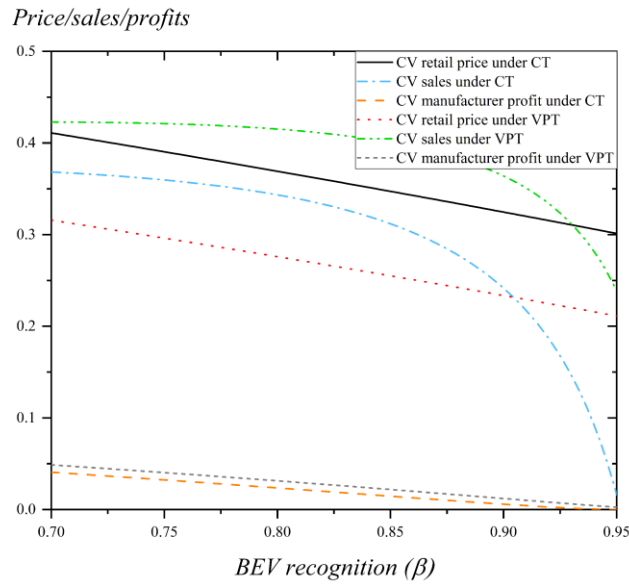 Price/sales/profits
0.5
CV retail price under CT
CV sales under CT
CV manufacturer profit under CT
CV retail price under VPT
CV sales under VPT
CV manufacturer profit under VPT
0.4
0.3
0.2
0.1
0.0
0.70 0.75 0.80 0.85 0.90 0.95
BEV recognition (β)